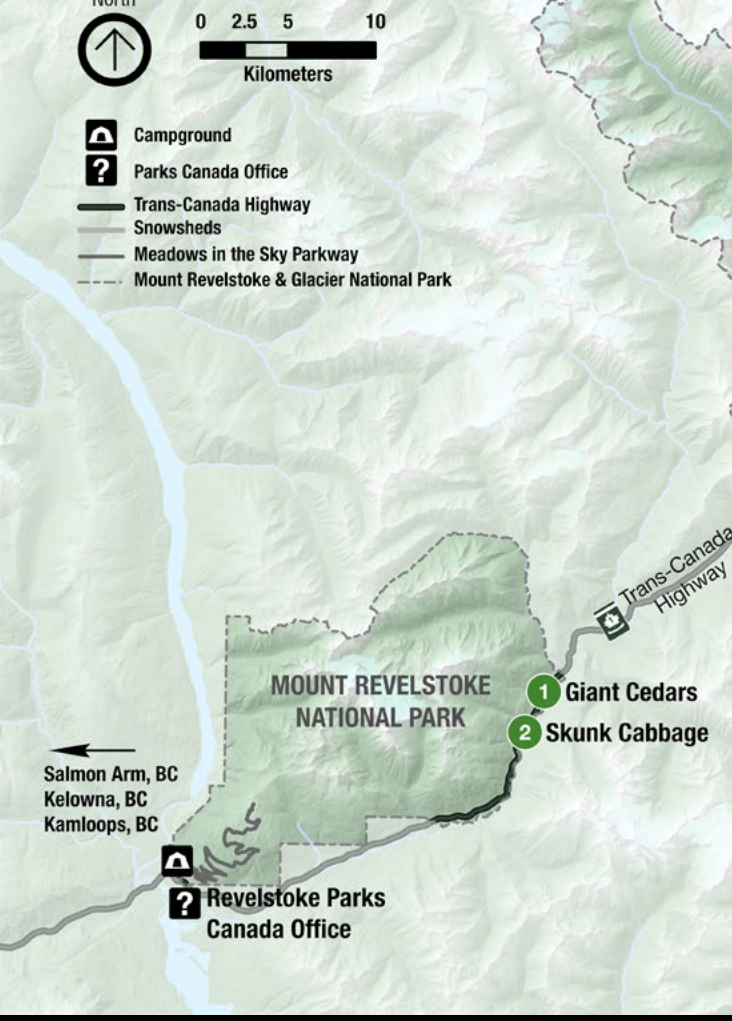 North
0 2.5 5 10
Kilometers
Campground
? Parks Canada Office
Trans-Canada Highway
Snowsheds
Meadows in the Sky Parkway
Mount Revelstoke & Glacier National Park
Trans-Canada
Highway
MOUNT REVELSTOKE
NATIONAL PARK
1 Giant Cedars
2 Skunk Cabbage
Salmon Arm, BC
Kelowna, BC
Kamloops, BC
? Revelstoke Parks
Canada Office